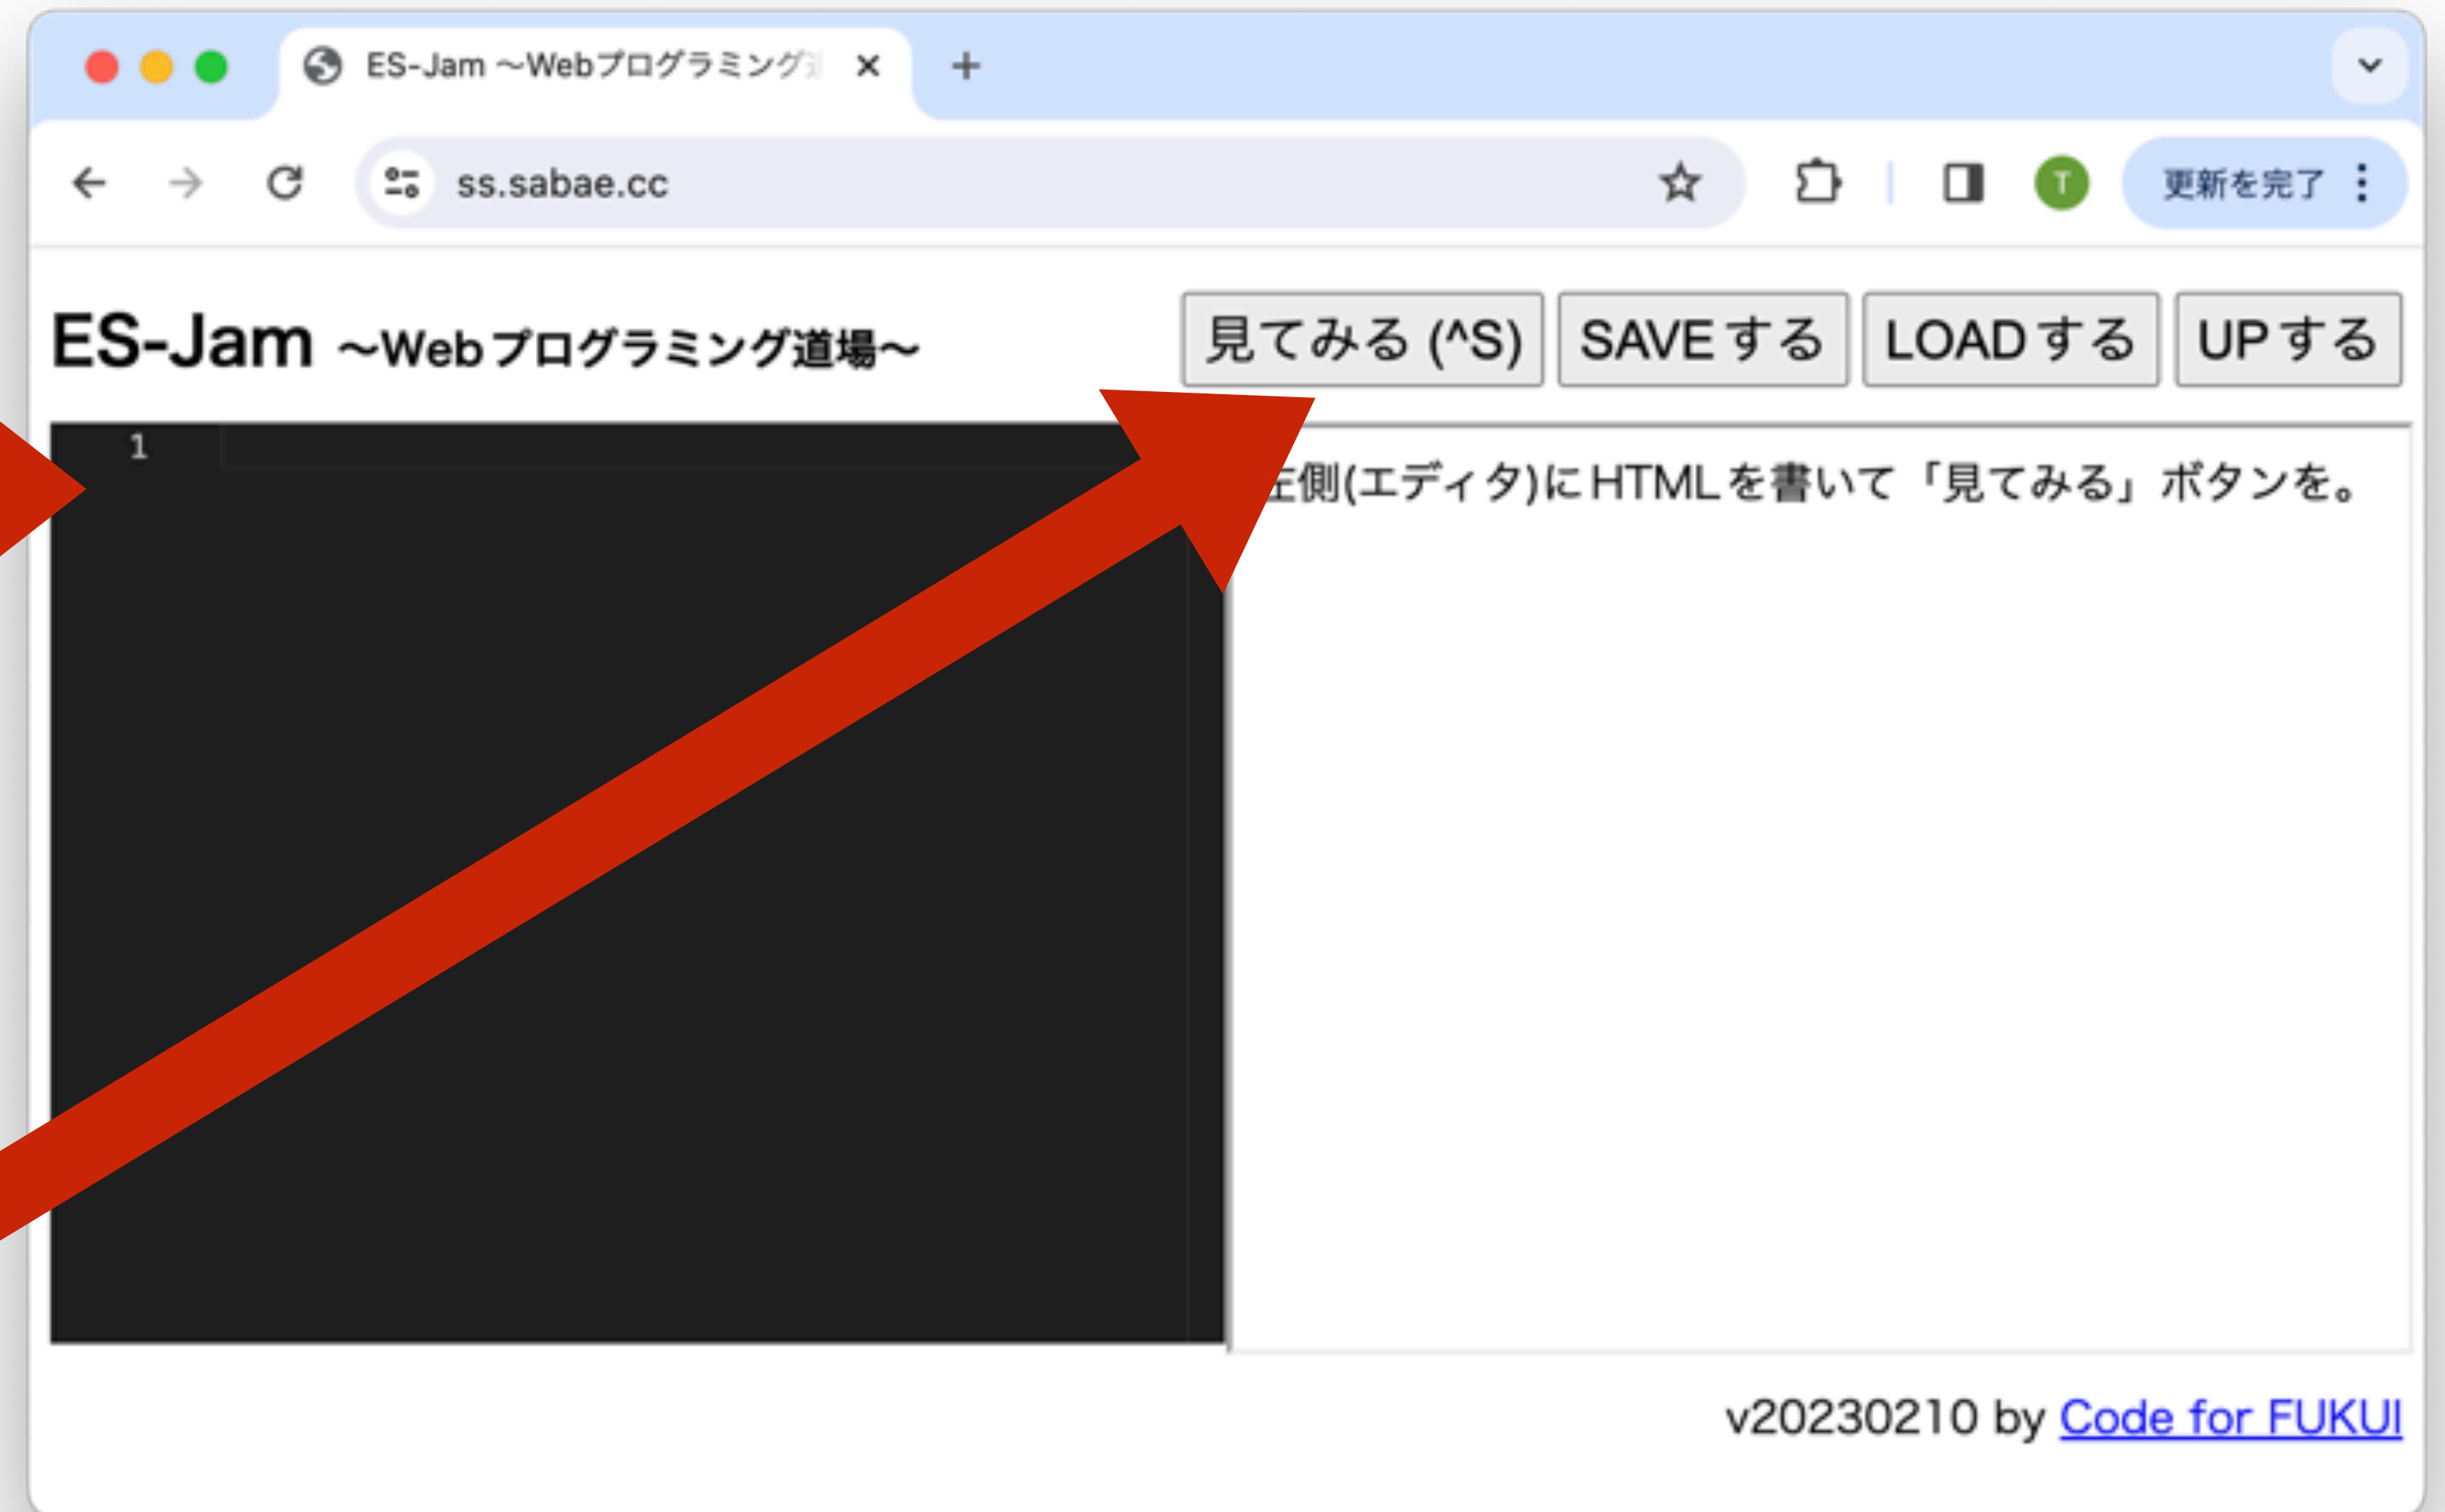 ES-Jam 〜Webプログラミング
ss.sabae.cc
T
更新を完了
ES-Jam 〜Webプログラミング道場〜
見てみる (^S)
SAVEする
LOADする
UPする
1
左側(エディタ)にHTMLを書いて「見てみる」ボタンを。
v20230210 by Code for FUKUI